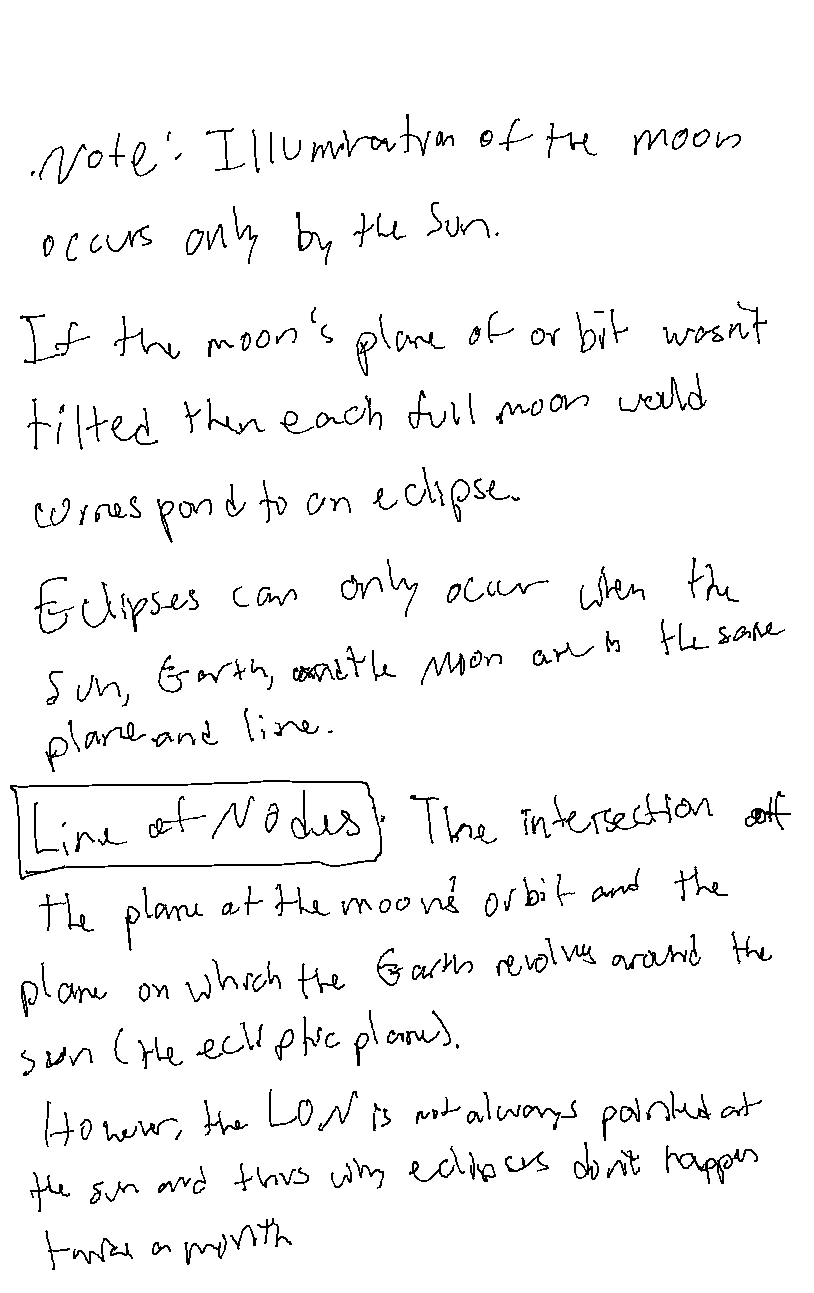 Note: Illumination of the moon
occurs only by the Sun.
If the moon's plane of orbit wasn't
tilted then each full moon would
correspond to an eclipse.
Eclipses can only occur when the
Sun, Earth, and the Moon are in the same
plane and line.
Line of Nodes: The intersection of
the plane of the moon's orbit and the
plane on which the Earth revolves around the
sun (the ecliptic plane).
However, the LON is not always pointed at
the sun and thus why eclipses don't happen
twice a month